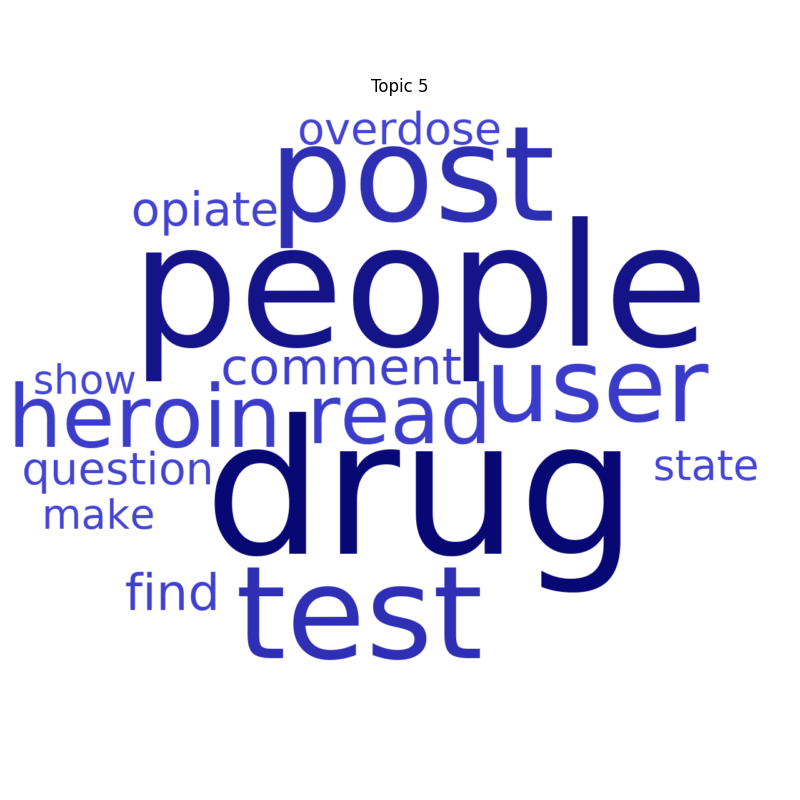 Topic 5
overdose
post
opiate
people
comment
show
user
heroin
read
question
state
drug
make
find
test